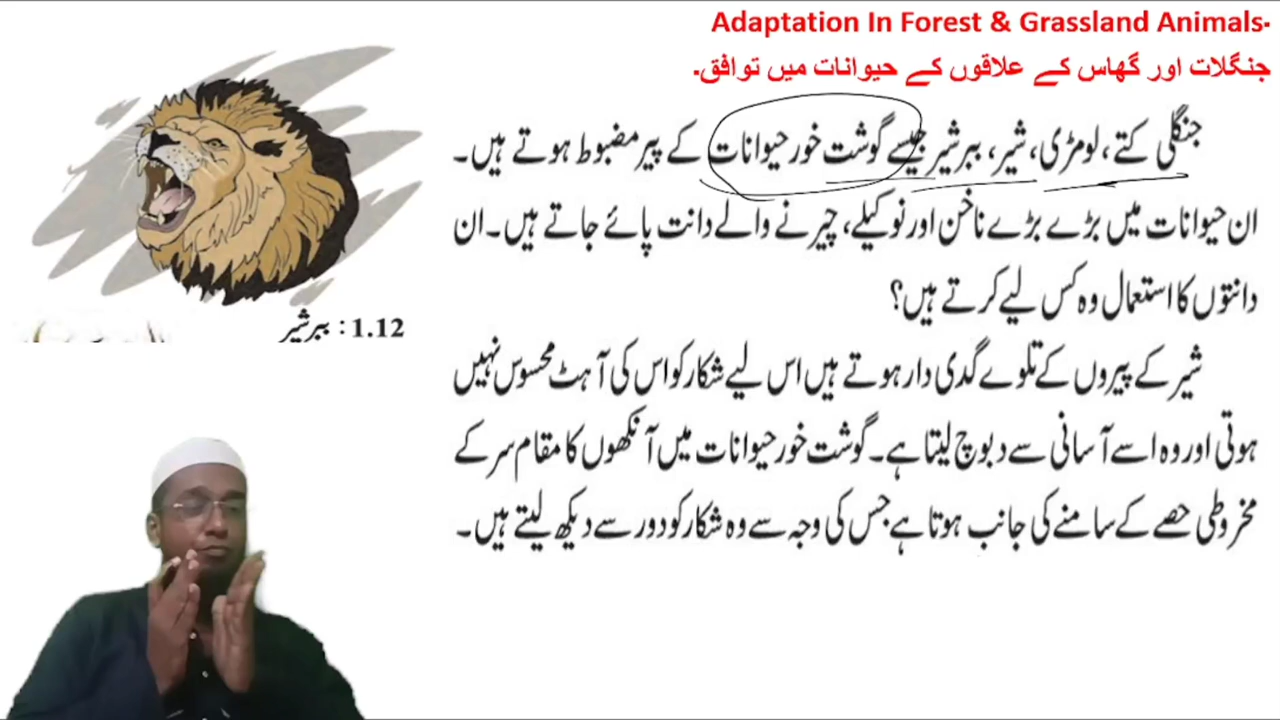 Adaptation In Forest & Grassland Animals-
جنگلات اور گھاس کے علاقوں کے حیوانات میں توافق۔
جنگلی کتے، لومڑی، شیر، ببر شیر جیسے گوشت خور حیوانات کے پیر مضبوط ہوتے ہیں۔
ان حیوانات میں بڑے بڑے ناخن اور نوکیلے، چیرنے والے دانت پائے جاتے ہیں۔ ان
دانتوں کا استعمال وہ کس لیے کرتے ہیں؟
شیر کے پیروں کے تلوے گدی دار ہوتے ہیں اس لیے شکار کو اس کی آہٹ محسوس نہیں
ہوتی اور وہ اسے آسانی سے دبوچ لیتا ہے۔ گوشت خور حیوانات میں آنکھوں کا مقام سر کے
مخروطی حصے کے سامنے کی جانب ہوتا ہے جس کی وجہ سے وہ شکار کو دور سے دیکھ لیتے ہیں۔
1.12 : ببر شیر